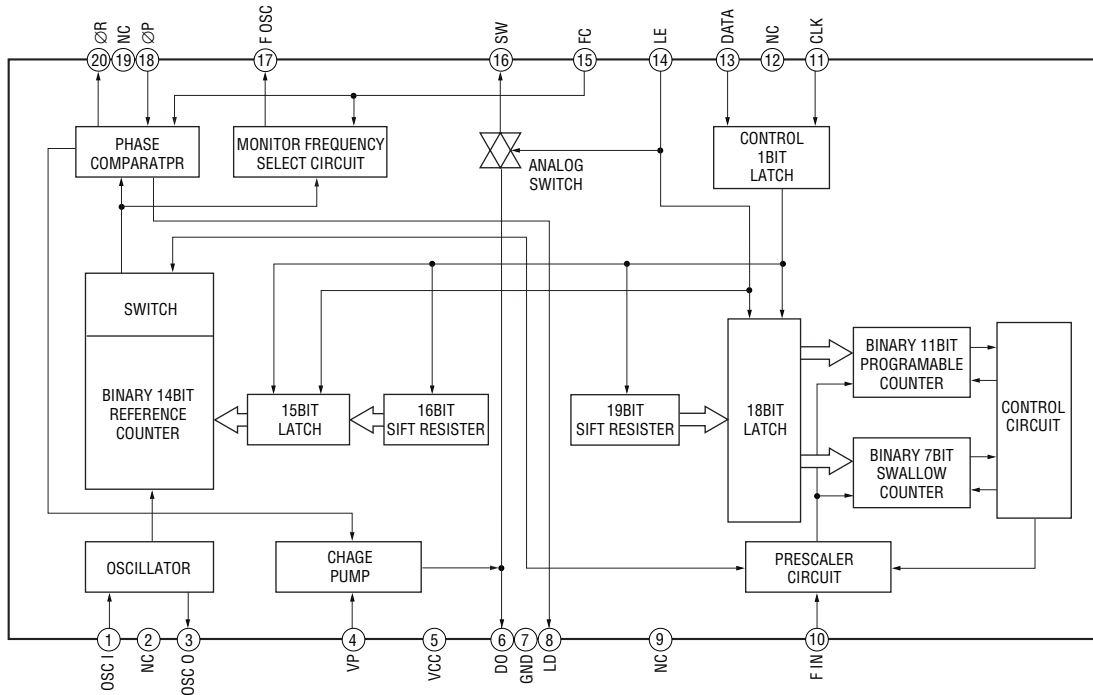 ØR
NC
ØP
F OSC
SW
FC
LE
DATA
NC
CLK
20
19
18
17
16
15
14
13
12
11
PHASE
COMPARATPR
MONITOR FREQUENCY
SELECT CIRCUIT
ANALOG
SWITCH
CONTROL
1BIT
LATCH
SWITCH
BINARY 14BIT
REFERENCE
COUNTER
15BIT
LATCH
16BIT
SIFT RESISTER
19BIT
SIFT RESISTER
18BIT
LATCH
BINARY 11BIT
PROGRAMABLE
COUNTER
BINARY 7BIT
SWALLOW
COUNTER
CONTROL
CIRCUIT
OSCILLATOR
CHAGE
PUMP
PRESCALER
CIRCUIT
1
2
3
4
5
6
7
8
9
10
OSC I
NC
OSC O
VP
VCC
DO
GND
LD
NC
F IN